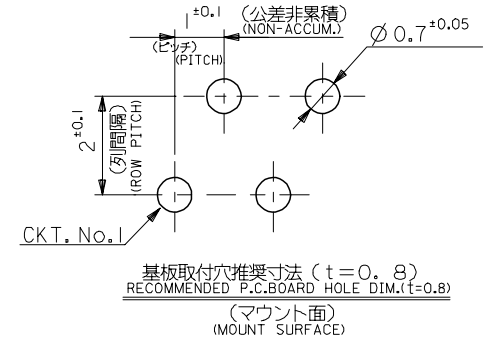 1±0.1 (公差非累積)
(NON-ACCUM.)
(ピッチ)
(PITCH)
Ø 0.7±0.05
2±0.1
(列間隔)
(ROW PITCH)
CKT. No.1
基板取付穴推奨寸法 (t=0. 8)
RECOMMENDED P.C.BOARD HOLE DIM.(t=0.8)
(マウント面)
(MOUNT SURFACE)